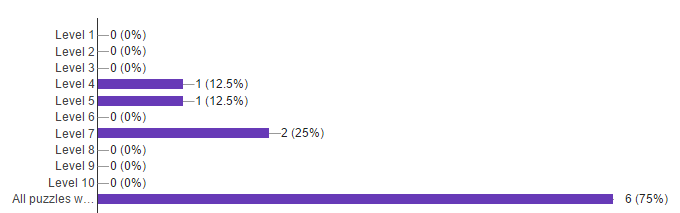 Level 1 0 (0%)
Level 2 0 (0%)
Level 3 0 (0%)
Level 4 1 (12.5%)
Level 5 1 (12.5%)
Level 6 0 (0%)
Level 7 2 (25%)
Level 8 0 (0%)
Level 9 0 (0%)
Level 10 0 (0%)
All puzzles w... 6 (75%)